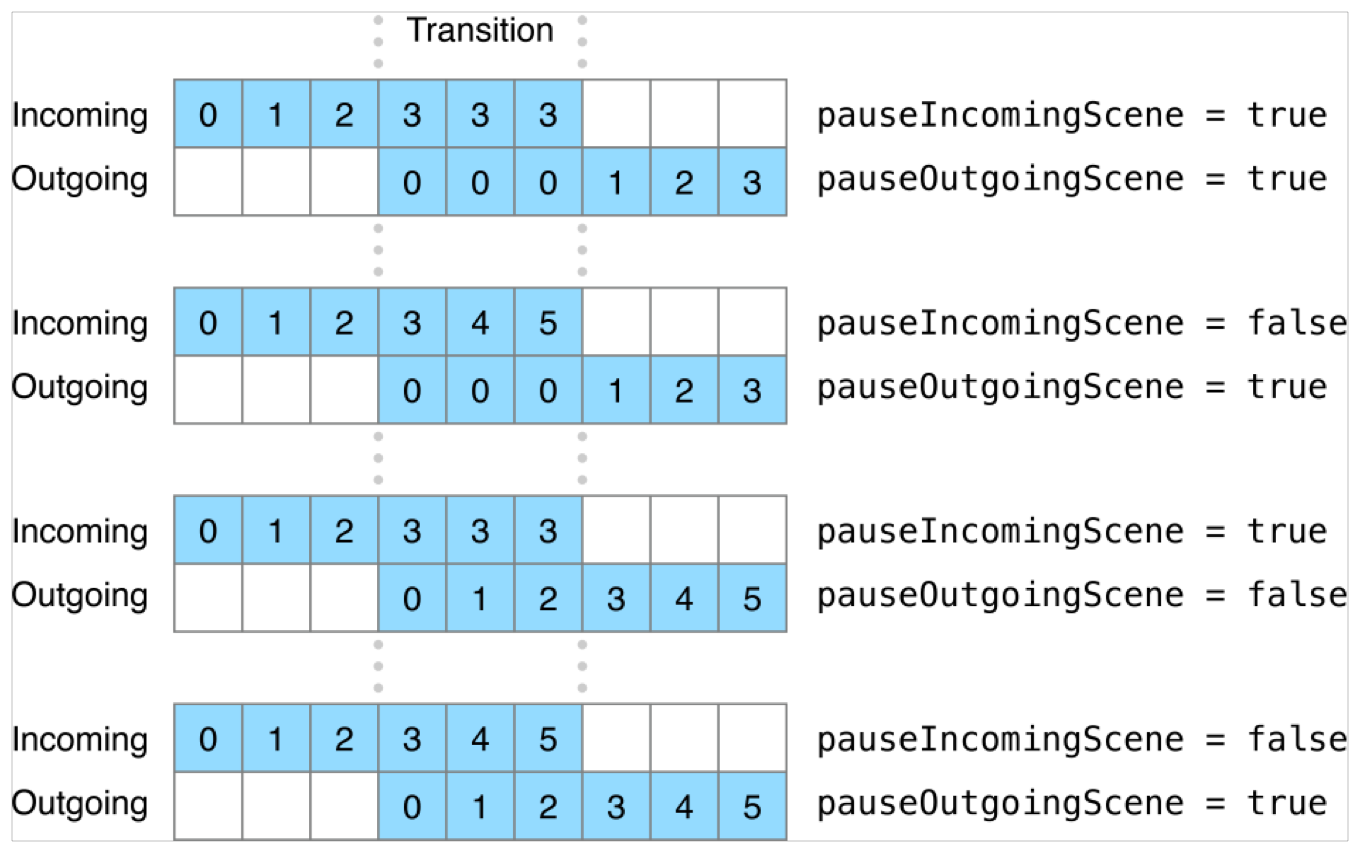 Transition
Incoming 0 1 2 3 3 3 pauseIncomingScene = true
Outgoing 0 0 0 1 2 3 pauseOutgoingScene = true
Incoming 0 1 2 3 4 5 pauseIncomingScene = false
Outgoing 0 0 0 1 2 3 pauseOutgoingScene = true
Incoming 0 1 2 3 3 3 pauseIncomingScene = true
Outgoing 0 1 2 3 4 5 pauseOutgoingScene = false
Incoming 0 1 2 3 4 5 pauseIncomingScene = false
Outgoing 0 1 2 3 4 5 pauseOutgoingScene = true